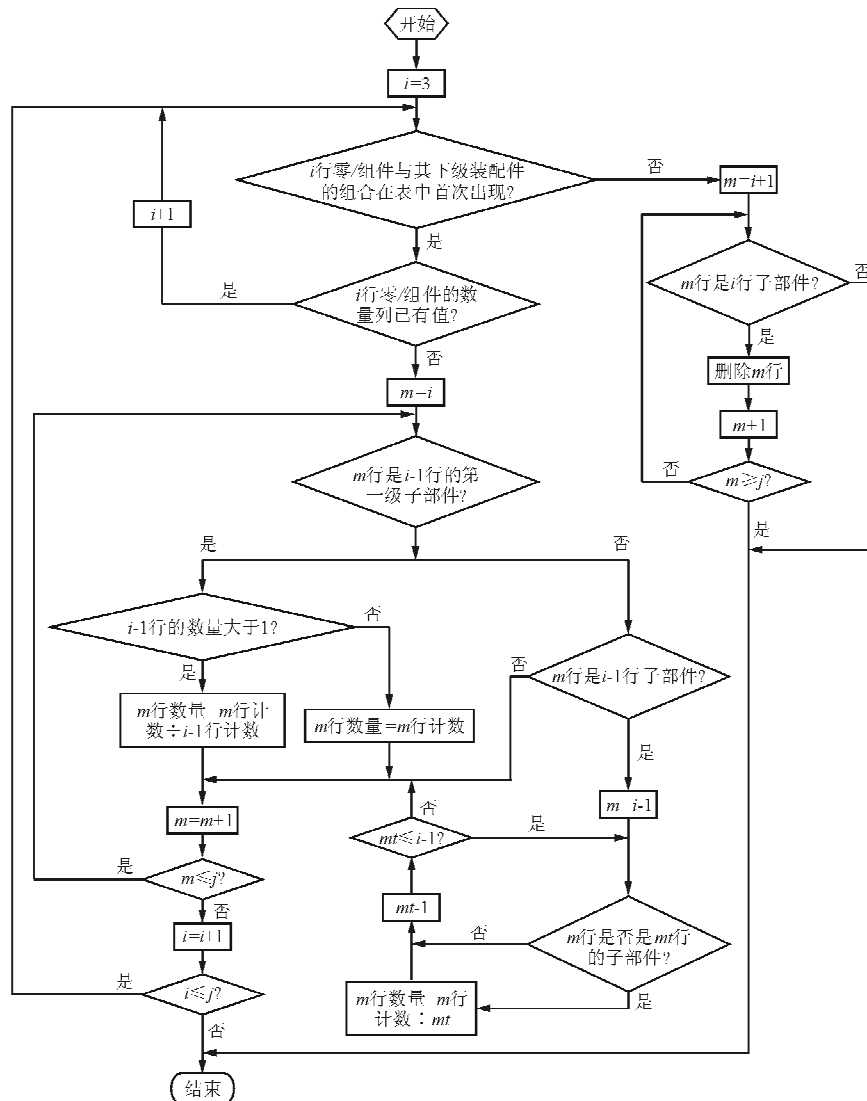 开始
i=3
i行零/组件与其下级装配件
的组合在表中首次出现?
否
m=i+1
i+1
是
m行是i行子部件?
否
是
i行零/组件的数
量列已有值?
是
否
删除m行
m=i
m+1
m行是i-1行的第
一级子部件?
否
m≥j?
是
是
否
i-1行的数量大于1?
否
是
否
m行是i-1行子部件?
m行数量 m行计
数÷i-1行计数
m行数量=m行计数
是
否
m i-1
m=m+1
mt≤i-1?
是
是
m≤j?
否
mt-1
i=i+1
否
m行是否是mt行
的子部件?
是
i≤j?
m行数量 m行
计数:mt
是
否
结束